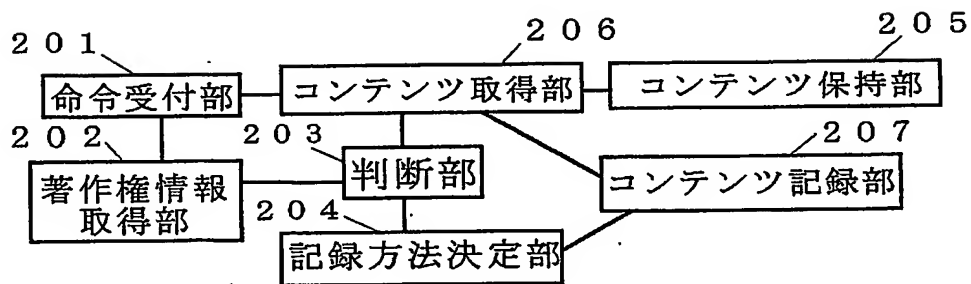 201
命令受付部
206
コンテンツ取得部
205
コンテンツ保持部
202
著作権情報
取得部
203
判断部
207
コンテンツ記録部
204
記録方法決定部